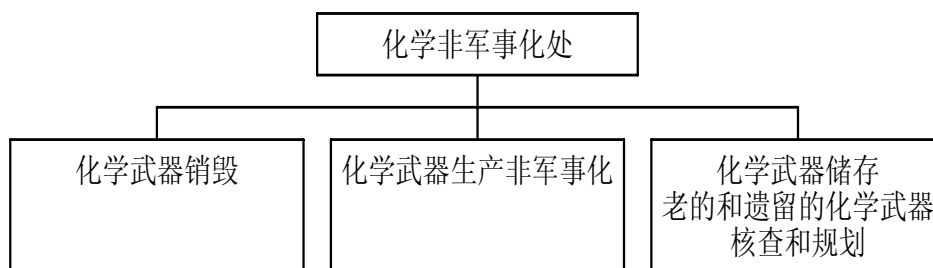 化学非军事化处
化学武器销毁
化学武器生产非军事化
化学武器储存
老的和遗留的化学武器
核查和规划